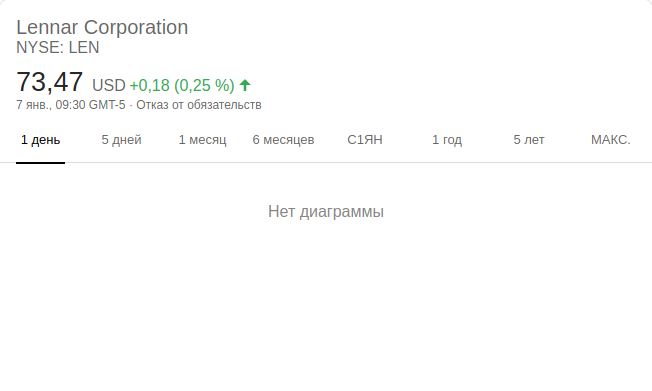 Lennar Corporation
NYSE: LEN
73,47 USD +0,18 (0,25 %)
7 янв., 09:30 GMT-5 · Отказ от обязательств
1 день 5 дней 1 месяц 6 месяцев С1ЯН 1 год 5 лет МАКС.
Нет диаграммы